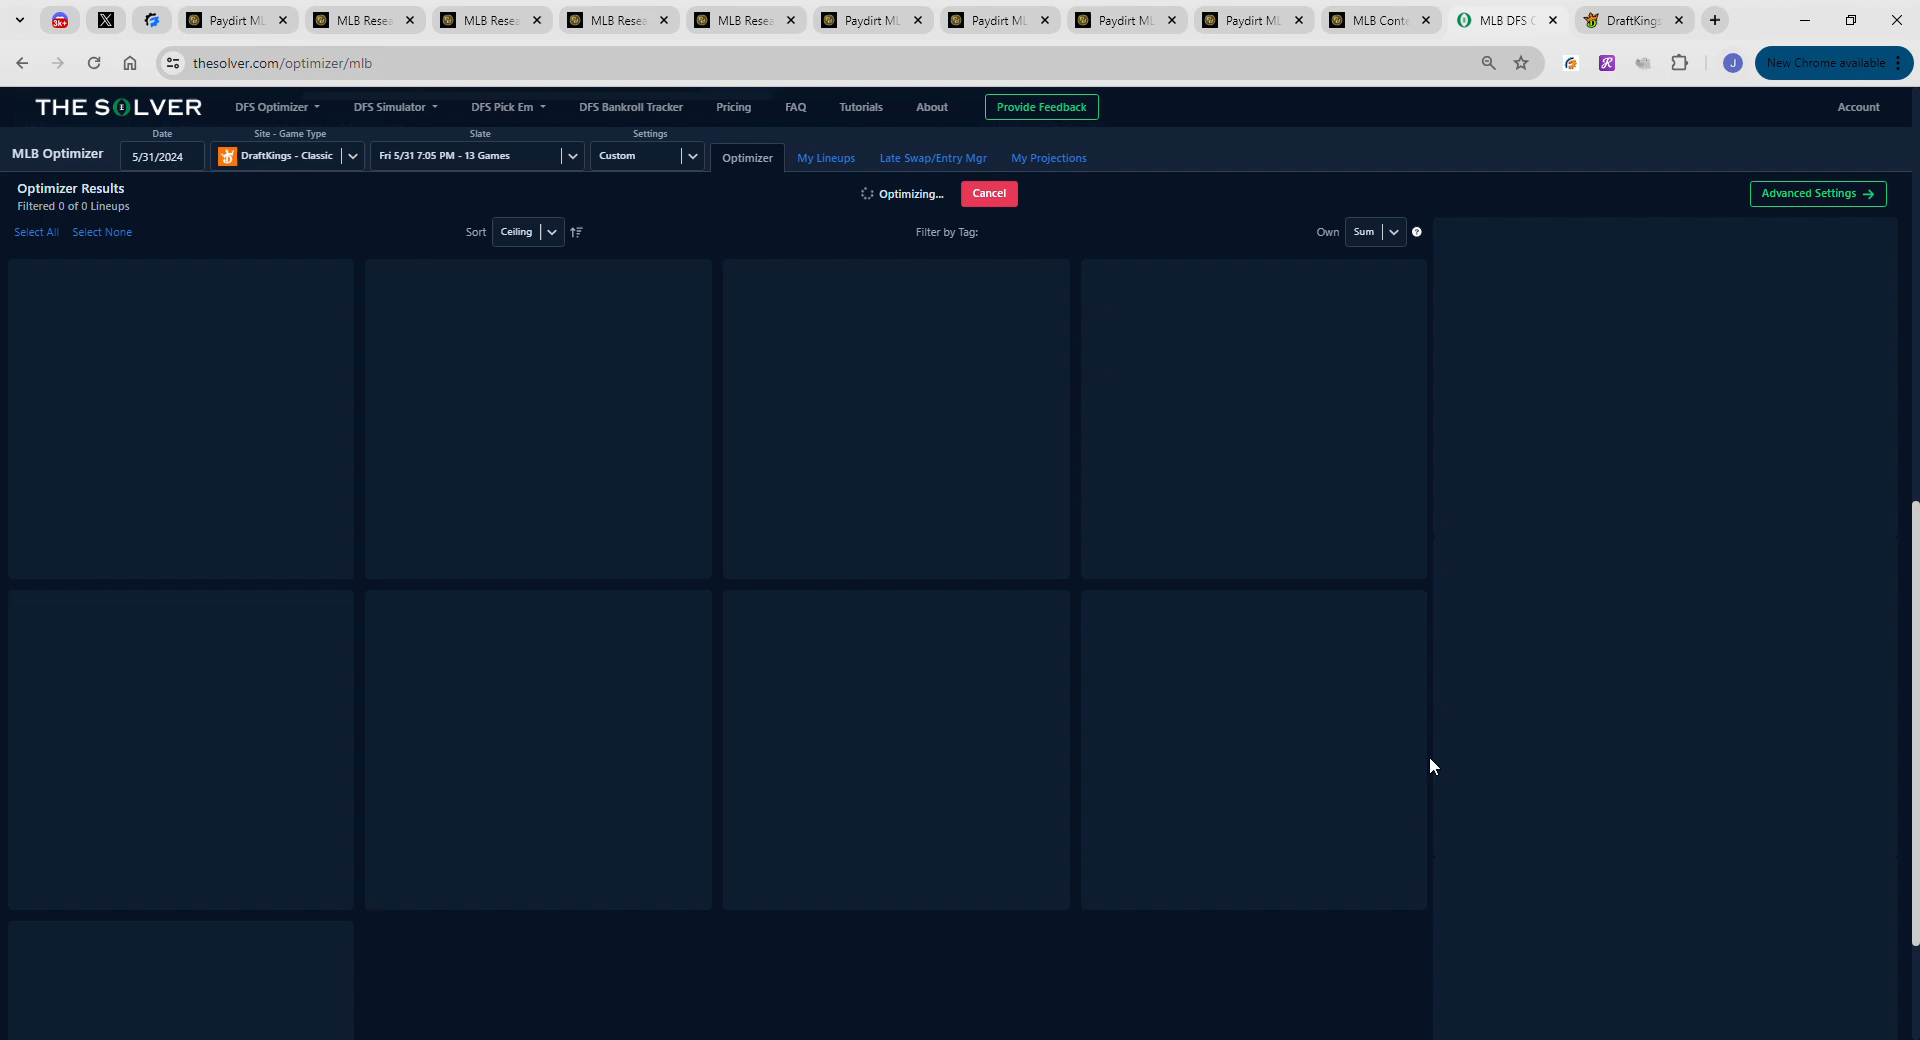 Paydirt ML
MLB Resea
MLB Resea
MLB Resea
MLB Resea
Paydirt ML
Paydirt ML
Paydirt ML
Paydirt ML
MLB Conte
MLB DFS
DraftKings
3k+
thesolver.com/optimizer/mlb
J
New Chrome available
THE SOLVER
DFS Optimizer
DFS Simulator
DFS Pick Em
DFS Bankroll Tracker
Pricing
FAQ
Tutorials
About
Provide Feedback
Account
Date
Site - Game Type
Slate
Settings
MLB Optimizer
5/31/2024
DraftKings - Classic
Fri 5/31 7:05 PM - 13 Games
Custom
Optimizer
My Lineups
Late Swap/Entry Mgr
My Projections
Optimizer Results
Filtered 0 of 0 Lineups
Optimizing...
Cancel
Advanced Settings →
Select All
Select None
Sort
Ceiling
Filter by Tag:
Own
Sum
?